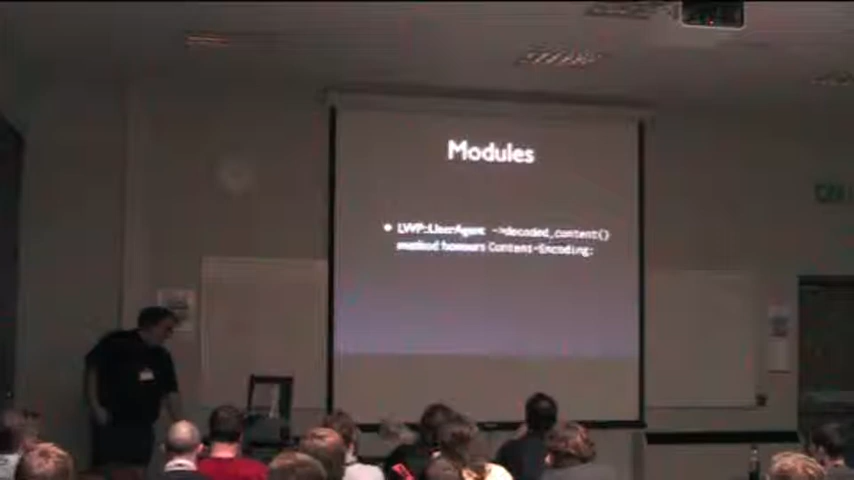 Modules
LWP::UserAgent ->decoded_content()
method honours Content-Encoding: